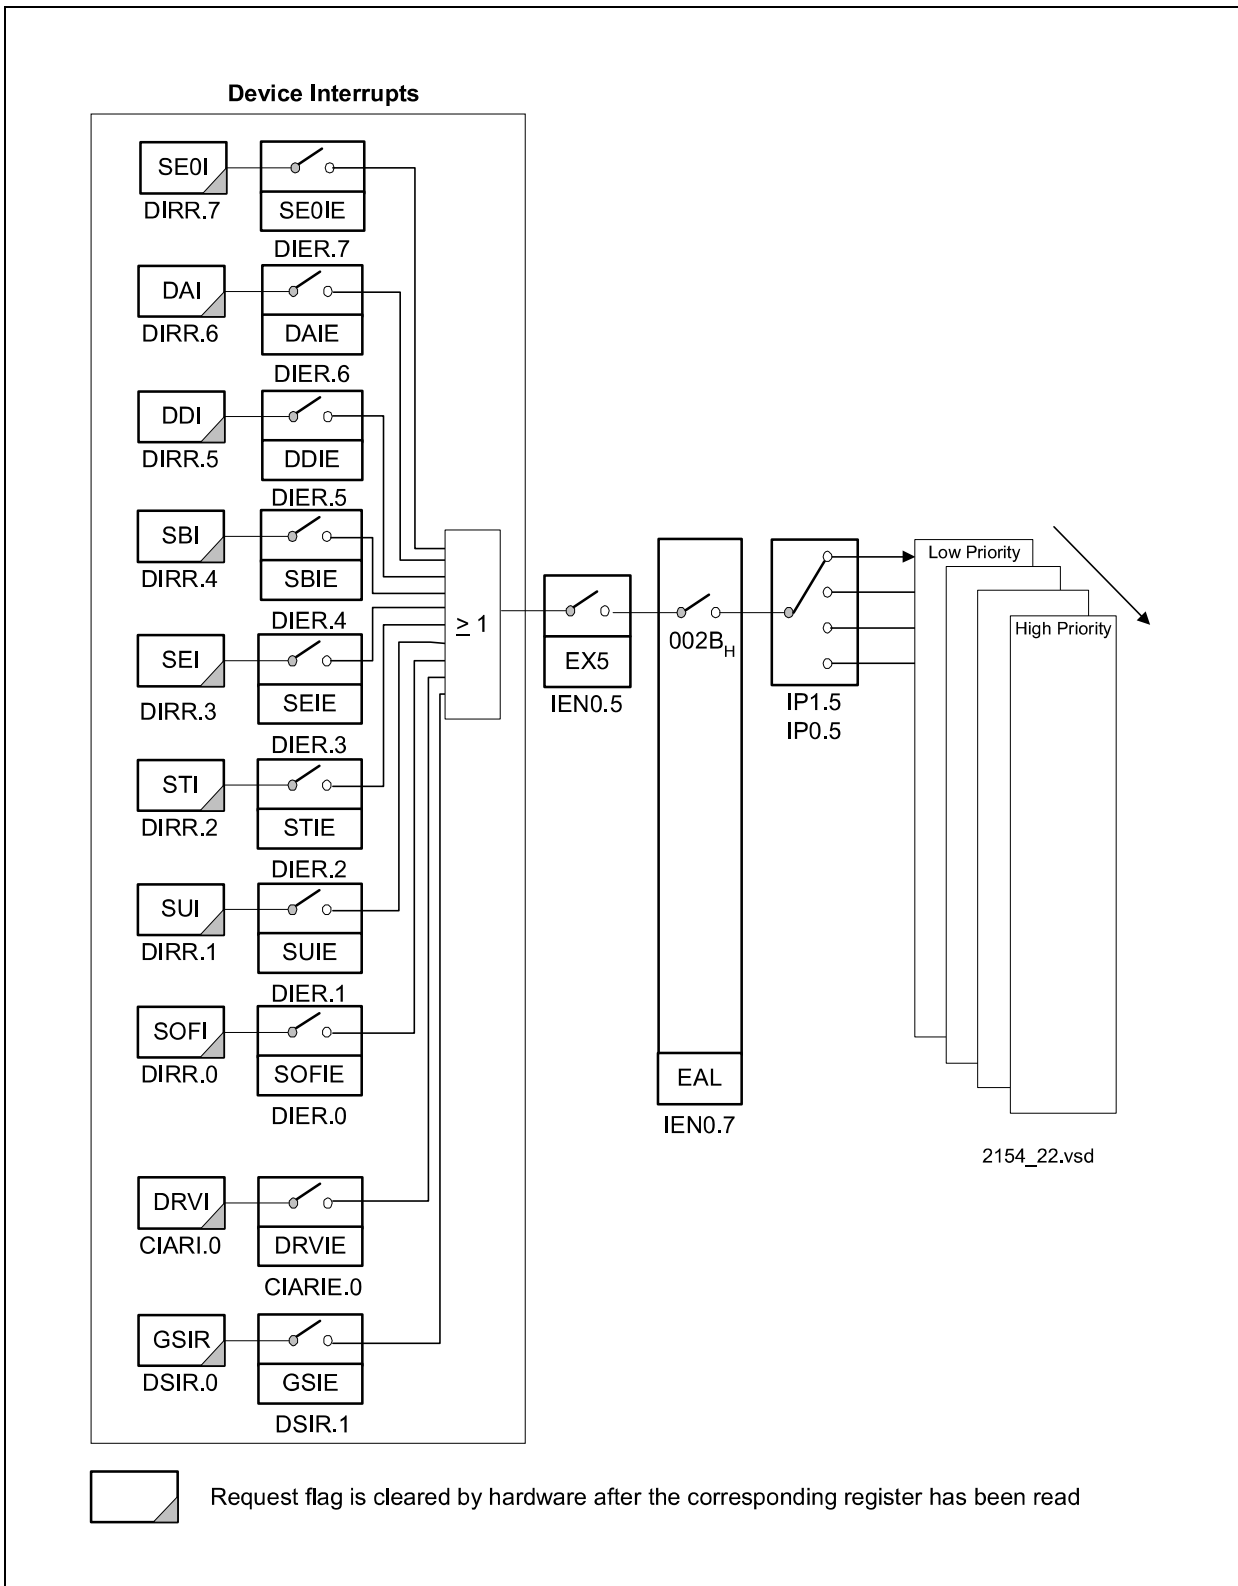 Device Interrupts
SE0I
DIRR.7
SE0IE
DIER.7
DAI
DIRR.6
DAIE
DIER.6
DDI
DIRR.5
DDIE
DIER.5
SBI
DIRR.4
SBIE
DIER.4
SEI
DIRR.3
SEIE
DIER.3
STI
DIRR.2
STIE
DIER.2
SUI
DIRR.1
SUIE
DIER.1
SOFI
DIRR.0
SOFIE
DIER.0
DRVI
CIARI.0
DRVIE
CIARIE.0
GSIR
DSIR.0
GSIE
DSIR.1
≥ 1
EX5
IEN0.5
002BH
EAL
IEN0.7
IP1.5
IP0.5
Low Priority
High Priority
2154_22.vsd
Request flag is cleared by hardware after the corresponding register has been read